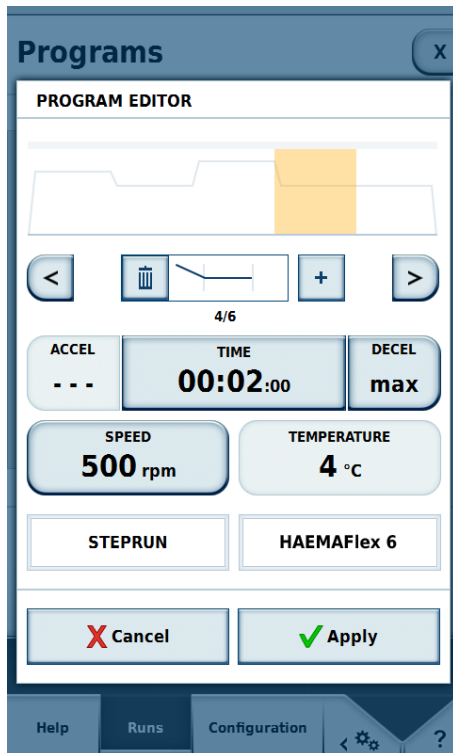 Programs
X
PROGRAM EDITOR
<
+
>
4/6
ACCEL
TIME
DECEL
- - -
00:02:00
max
SPEED
TEMPERATURE
500 rpm
4 °C
STEPRUN
HAEMAFlex 6
Cancel
Apply
Help
Runs
Configuration
<
?